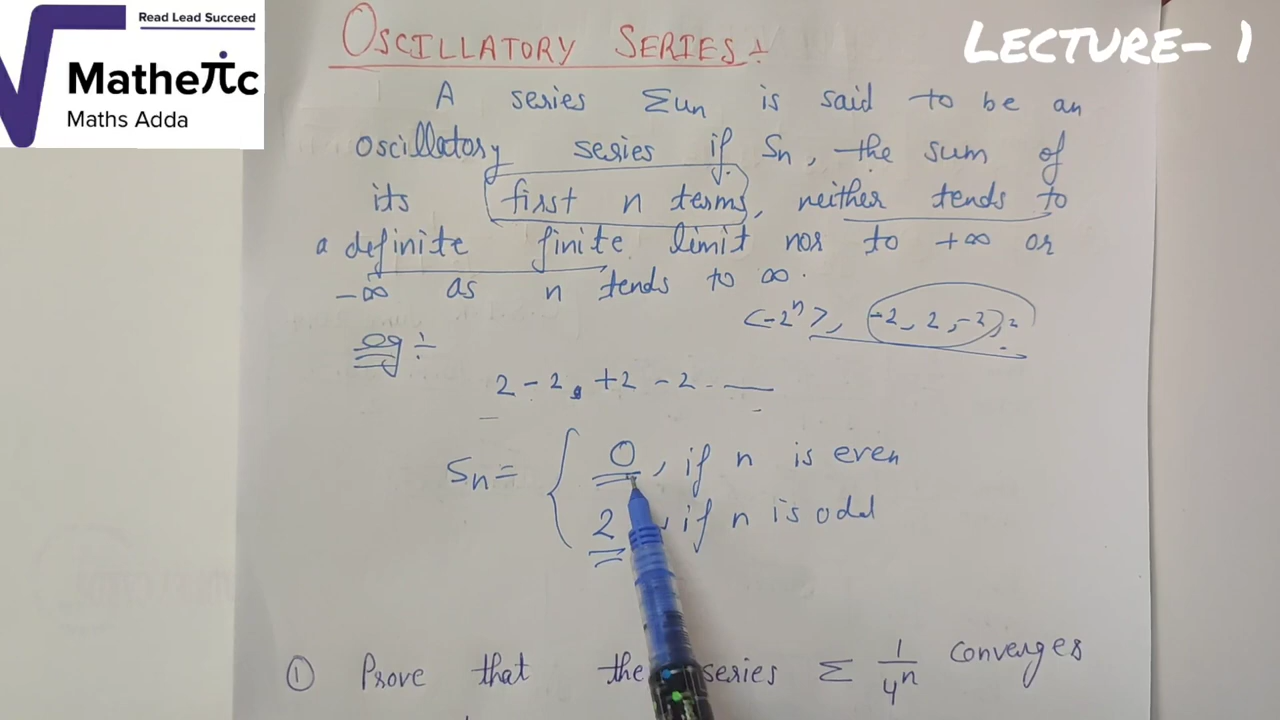 Read Lead Succeed
Matheπc
Maths Adda
LECTURE- 1
OSCILLATORY SERIES ÷
A series Σun is said to be an
oscillatory series if Sn, the sum of
its first n terms, neither tends to
a definite finite limit nor to +∞ or
-∞ as n tends to ∞.
<-2ⁿ>, -2, 2, -2, 2
eg ÷
2 - 2 + 2 - 2 - —
Sn = { 0, if n is even
2, if n is odd
① Prove that the series Σ 1/4ⁿ converges